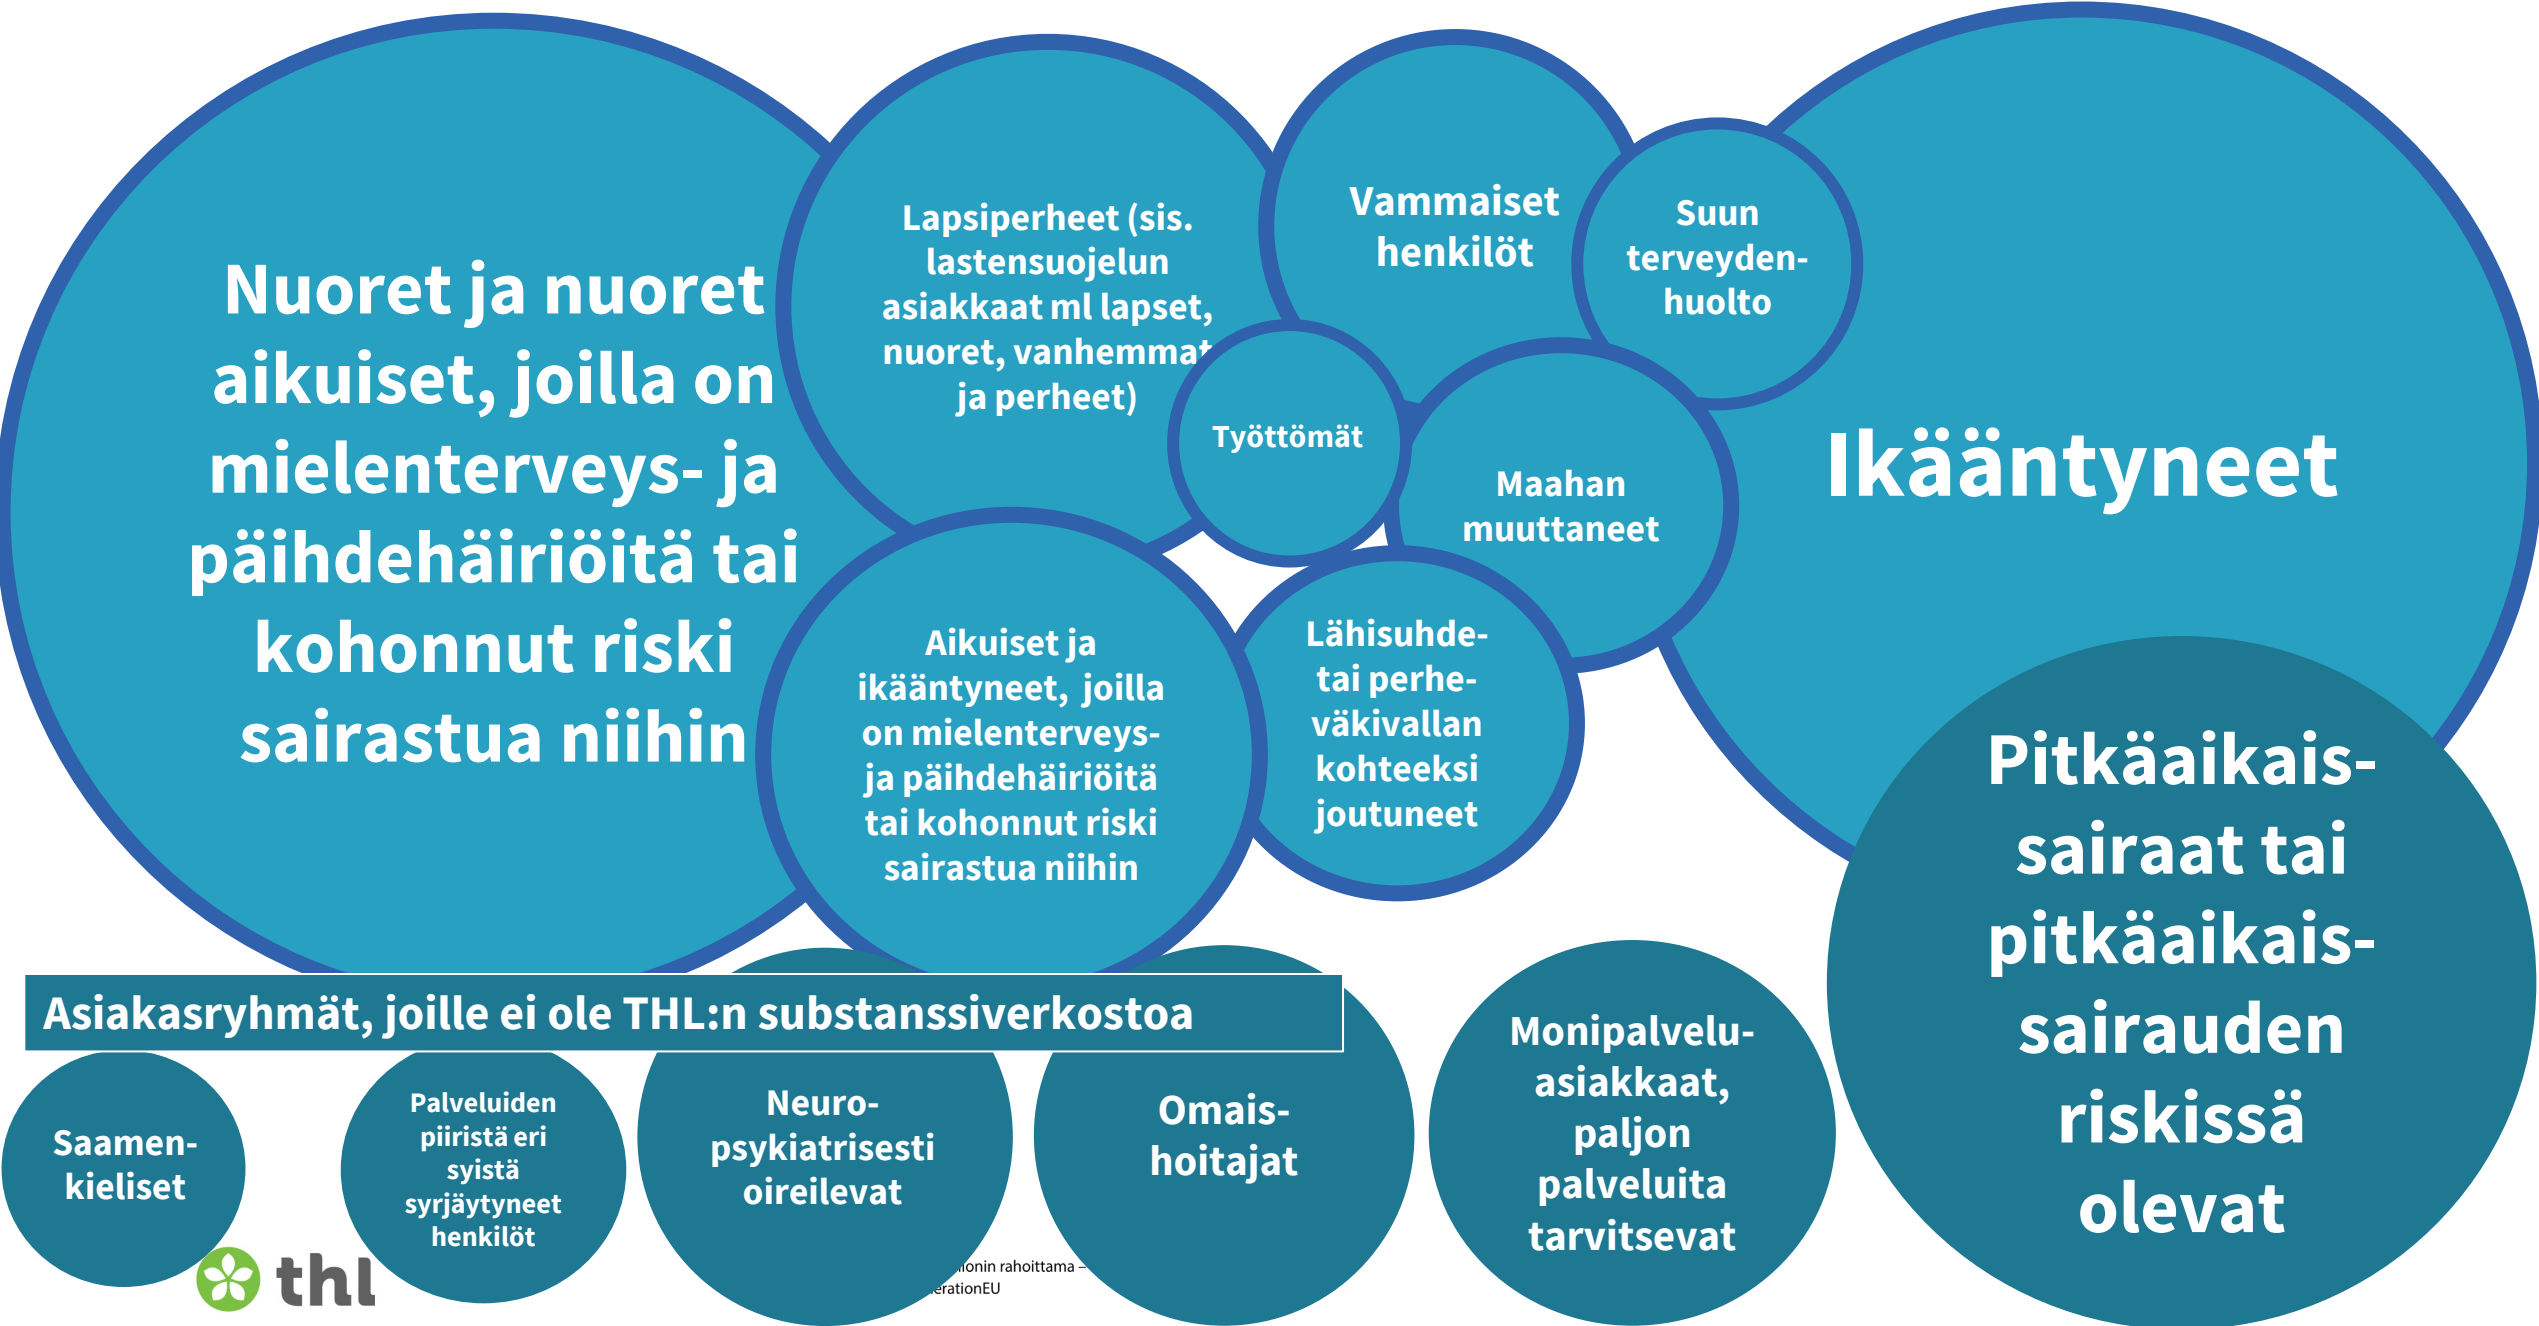 Nuoret ja nuoret
aikuiset, joilla on
mielenterveys- ja
päihdehäiriöitä tai
kohonnut riski
sairastua niihin
Lapsiperheet (sis.
lastensuojelun
asiakkaat ml lapset,
nuoret, vanhemmat
ja perheet)
Vammaiset
henkilöt
Suun
terveyden-
huolto
Työttömät
Maahan
muuttaneet
Ikääntyneet
Aikuiset ja
ikääntyneet, joilla
on mielenterveys-
ja päihdehäiriöitä
tai kohonnut riski
sairastua niihin
Lähisuhde-
tai perhe-
väkivallan
kohteeksi
joutuneet
Pitkäaikais-
sairaat tai
pitkäaikais-
sairauden
riskissä
olevat
Asiakasryhmät, joille ei ole THL:n substanssiverkostoa
Saamen-
kieliset
Palveluiden
piiristä eri
syistä
syrjäytyneet
henkilöt
Neuro-
psykiatrisesti
oireilevat
Omais-
hoitajat
Monipalvelu-
asiakkaat,
paljon
palveluita
tarvitsevat
thl
rahoittama –